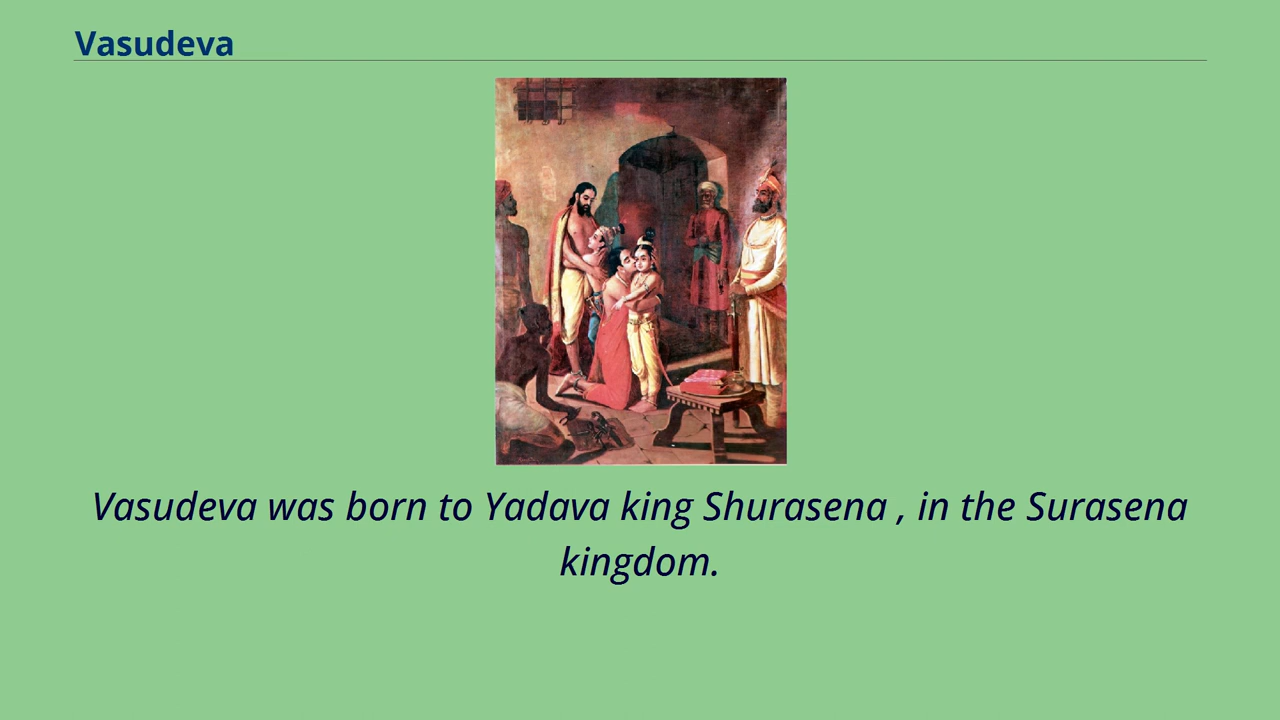 Vasudeva
Vasudeva was born to Yadava king Shurasena , in the Surasena
kingdom.